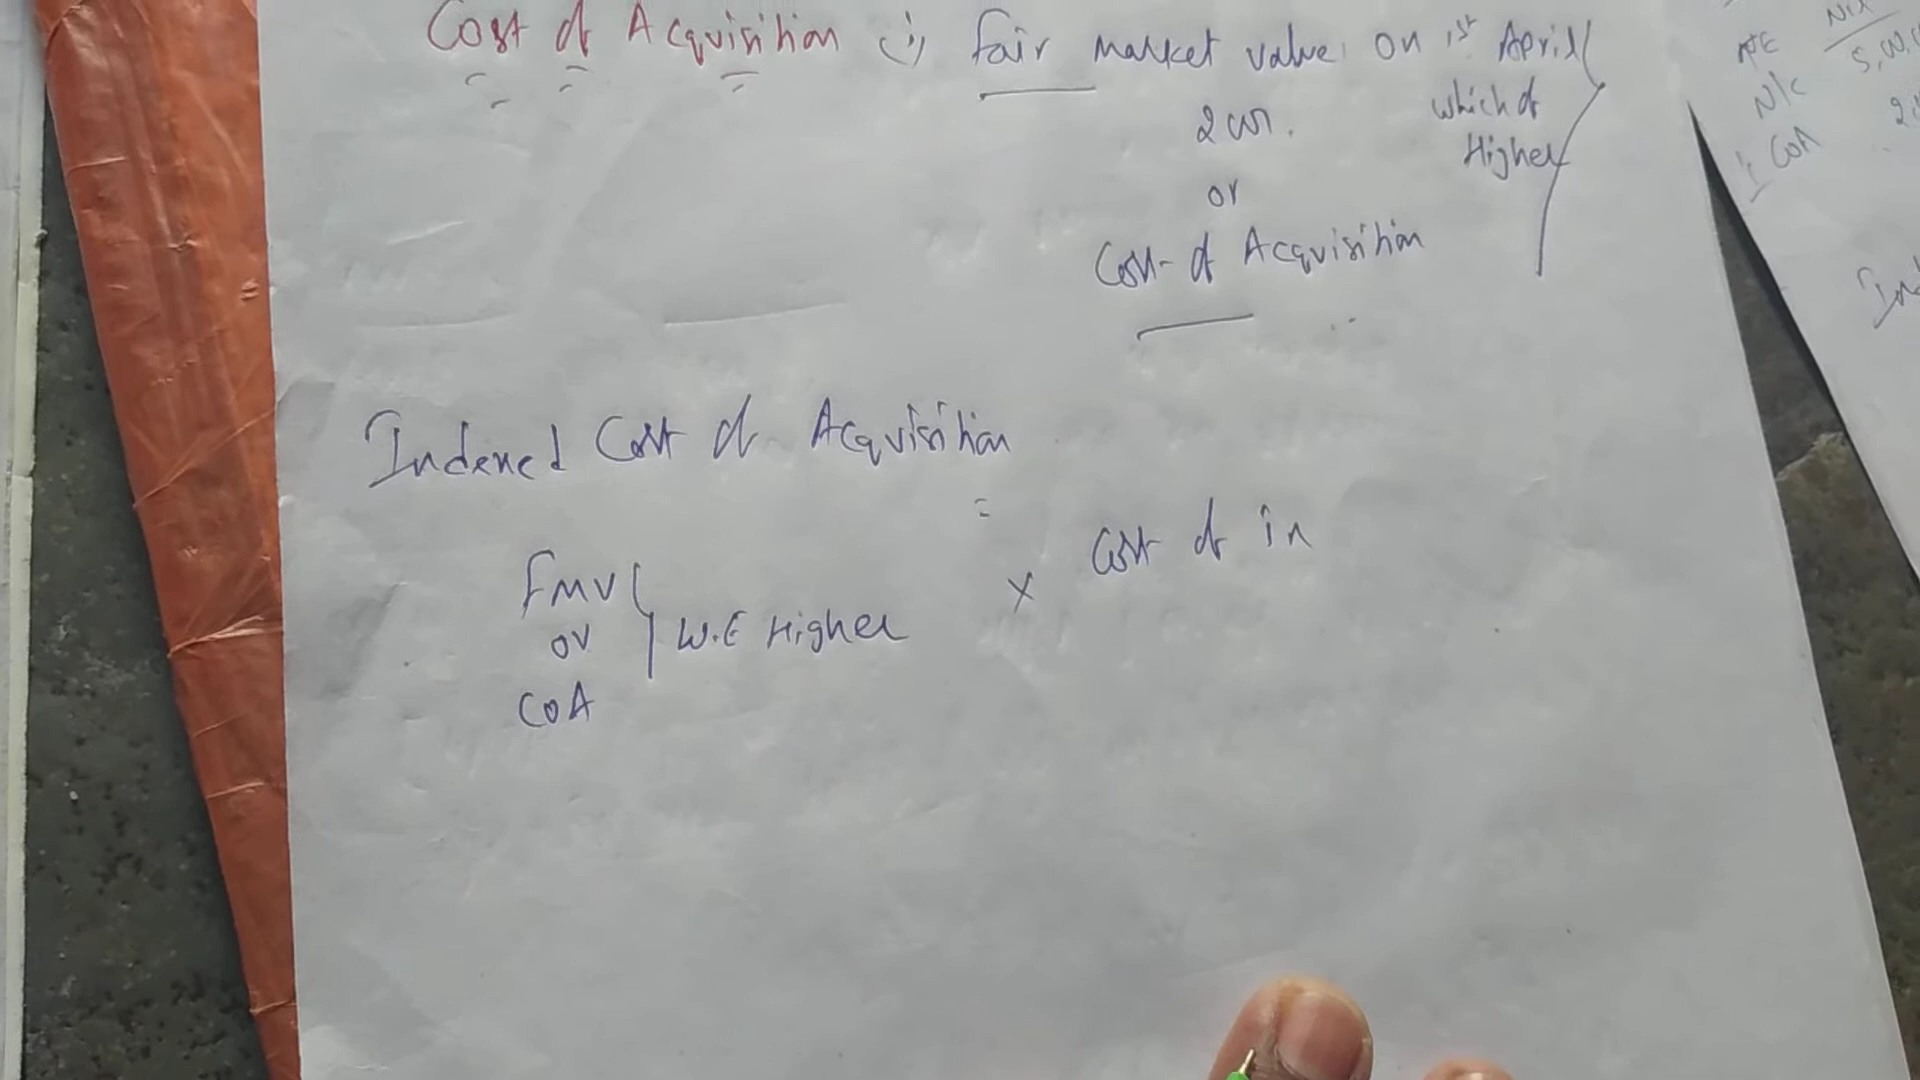 Cost of Acquisition (i) fair market value on 1st April
which of
Higher
or
Cost of Acquisition
Indexed Cost of Acquisition
=
FMV
or
COA
W.E Higher
x
Cost of in
N/C
COA